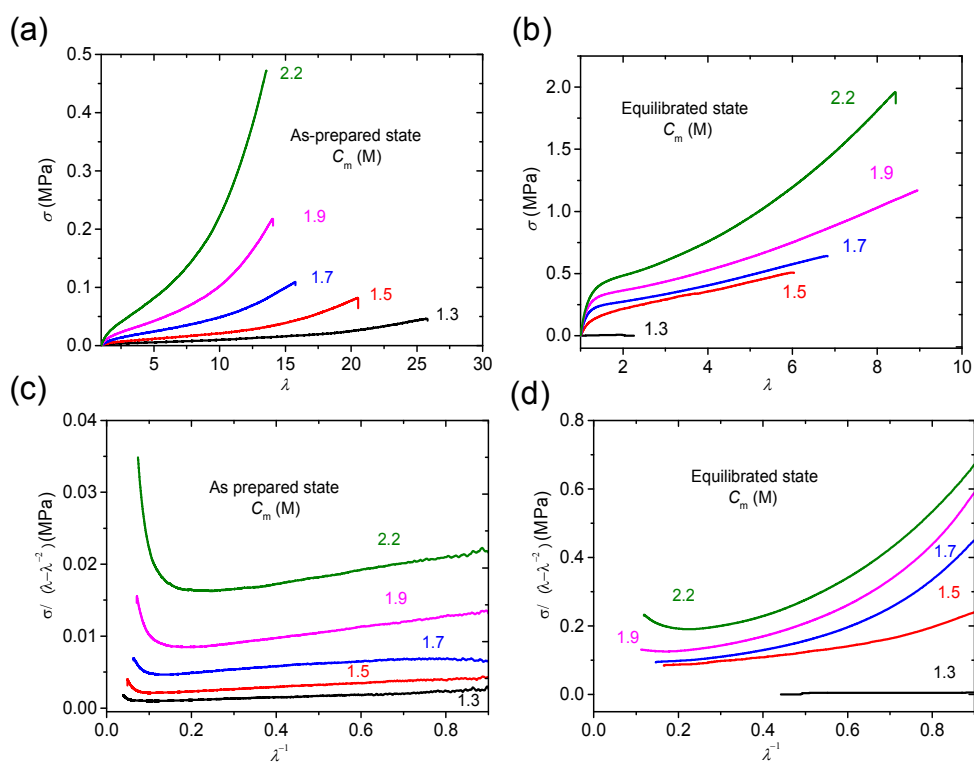 (a)
0.5
0.4
0.3
0.2
0.1
0.0
σ (MPa)
2.2
As-prepared state
Cm (M)
1.9
1.7
1.5
1.3
5 10 15 20 25 30
λ
(b)
2.0
1.5
1.0
0.5
0.0
σ (MPa)
Equilibrated state
Cm (M)
2.2
1.9
1.7
1.5
1.3
2 4 6 8 10
λ
(c)
0.04
0.03
0.02
0.01
0.00
σ/ (λ–λ⁻²) (MPa)
As prepared state
Cm (M)
2.2
1.9
1.7
1.5
1.3
0.0 0.2 0.4 0.6 0.8
λ⁻¹
(d)
0.8
0.6
0.4
0.2
0.0
σ/ (λ–λ⁻²) (MPa)
Equilibrated state
Cm (M)
1.7
2.2
1.5
1.9
1.3
0.0 0.2 0.4 0.6 0.8
λ⁻¹